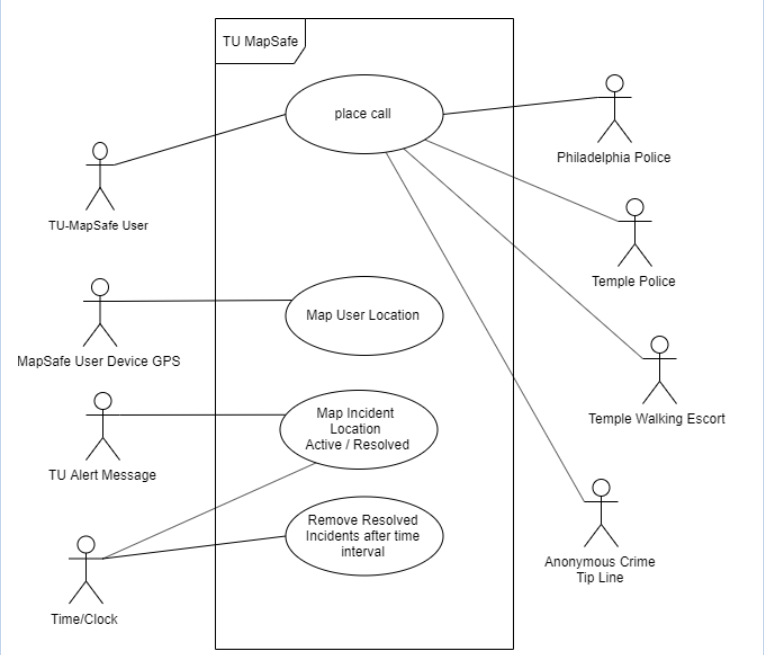 TU MapSafe
place call
Philadelphia Police
TU-MapSafe User
Temple Police
Map User Location
MapSafe User Device GPS
Temple Walking Escort
Map Incident
Location
Active / Resolved
TU Alert Message
Remove Resolved
Incidents after time
interval
Anonymous Crime
Tip Line
Time/Clock